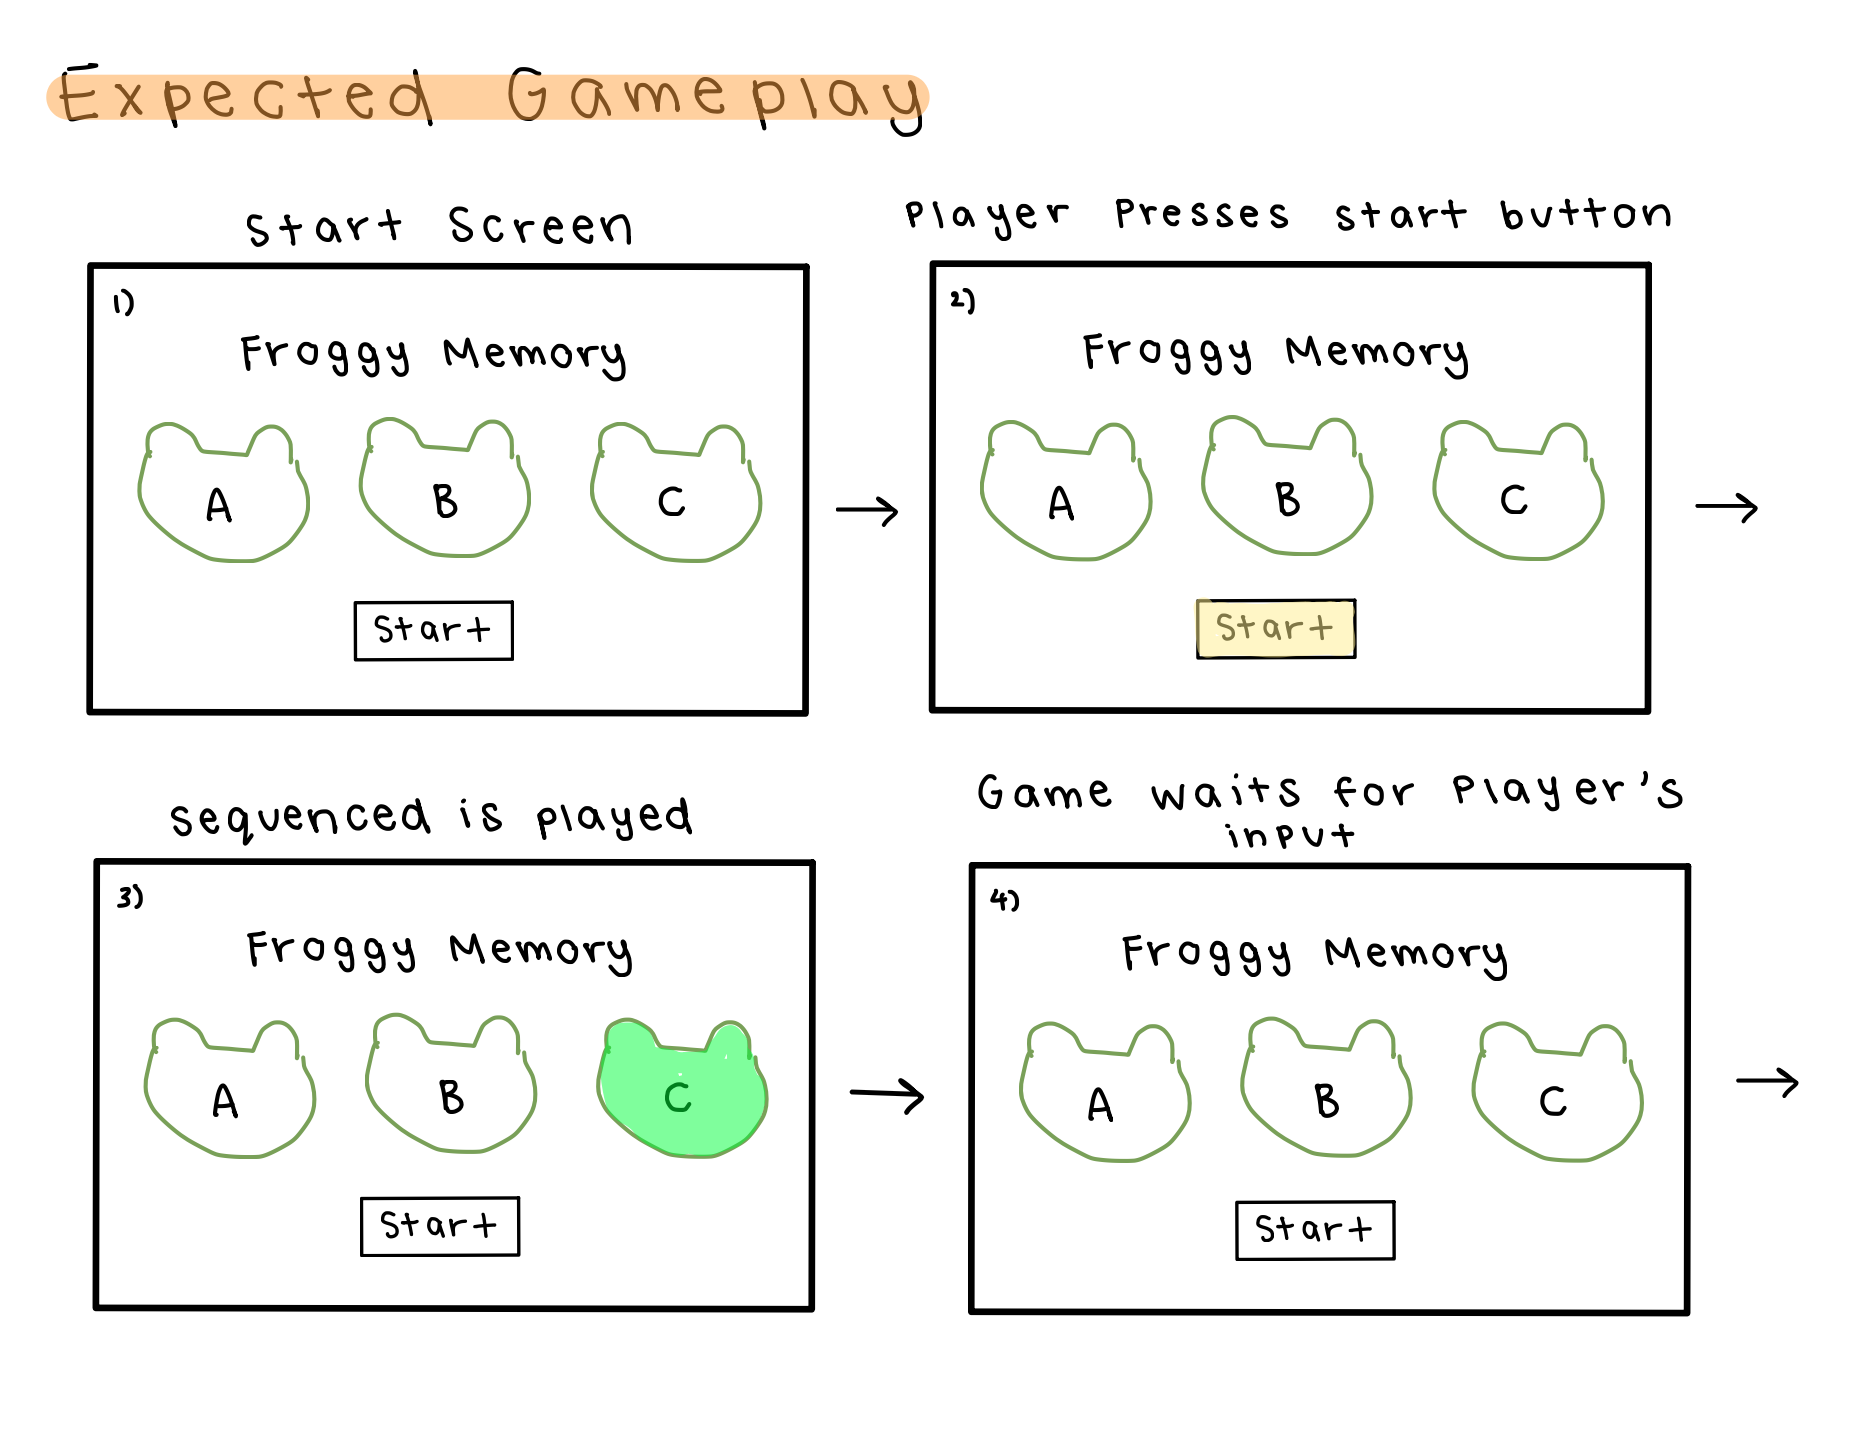 Expected Gameplay
Start Screen
Player Presses start button
1)
Froggy Memory
A B C
Start
2)
Froggy Memory
A B C
Start
sequenced is played
Game waits for Player's
input
3)
Froggy Memory
A B C
Start
4)
Froggy Memory
A B C
Start